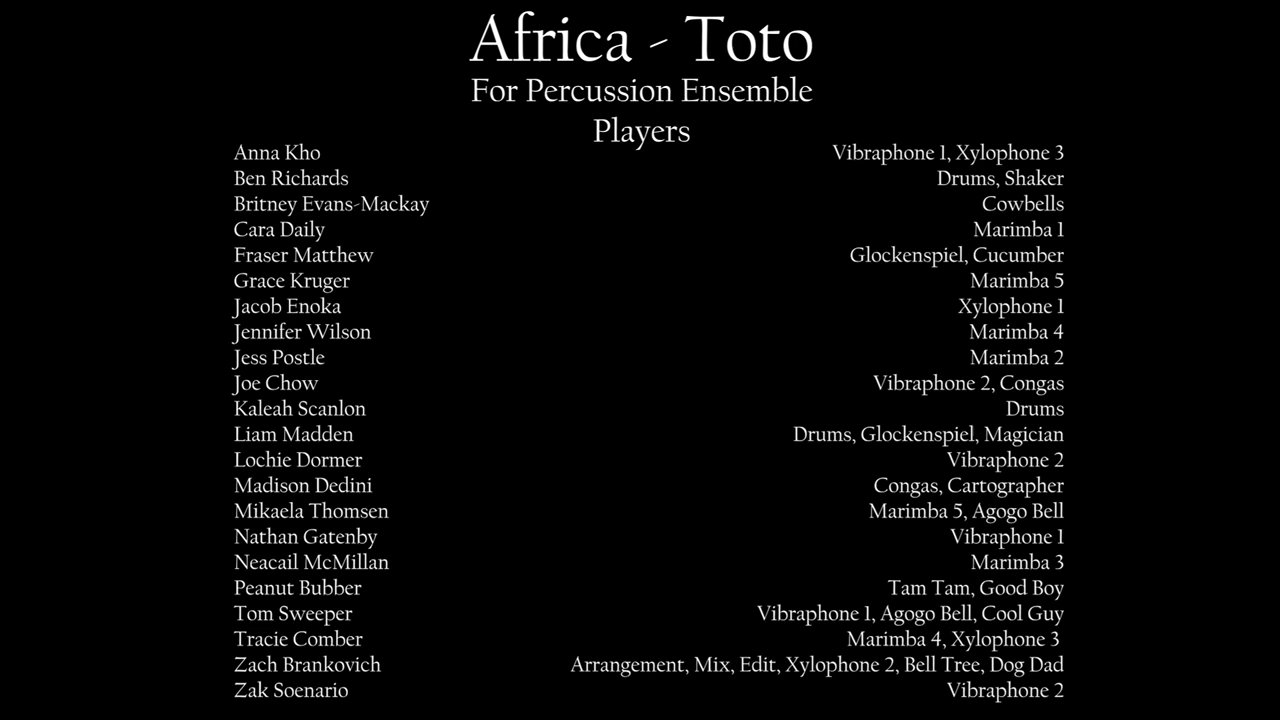 Africa - Toto
For Percussion Ensemble
Players
Anna Kho Vibraphone 1, Xylophone 3
Ben Richards Drums, Shaker
Britney Evans-Mackay Cowbells
Cara Daily Marimba 1
Fraser Matthew Glockenspiel, Cucumber
Grace Kruger Marimba 5
Jacob Enoka Xylophone 1
Jennifer Wilson Marimba 4
Jess Postle Marimba 2
Joe Chow Vibraphone 2, Congas
Kaleah Scanlon Drums
Liam Madden Drums, Glockenspiel, Magician
Lochie Dormer Vibraphone 2
Madison Dedini Congas, Cartographer
Mikaela Thomsen Marimba 5, Agogo Bell
Nathan Gatenby Vibraphone 1
Neacail McMillan Marimba 3
Peanut Bubber Tam Tam, Good Boy
Tom Sweeper Vibraphone 1, Agogo Bell, Cool Guy
Tracie Comber Marimba 4, Xylophone 3
Zach Brankovich Arrangement, Mix, Edit, Xylophone 2, Bell Tree, Dog Dad
Zak Soenario Vibraphone 2